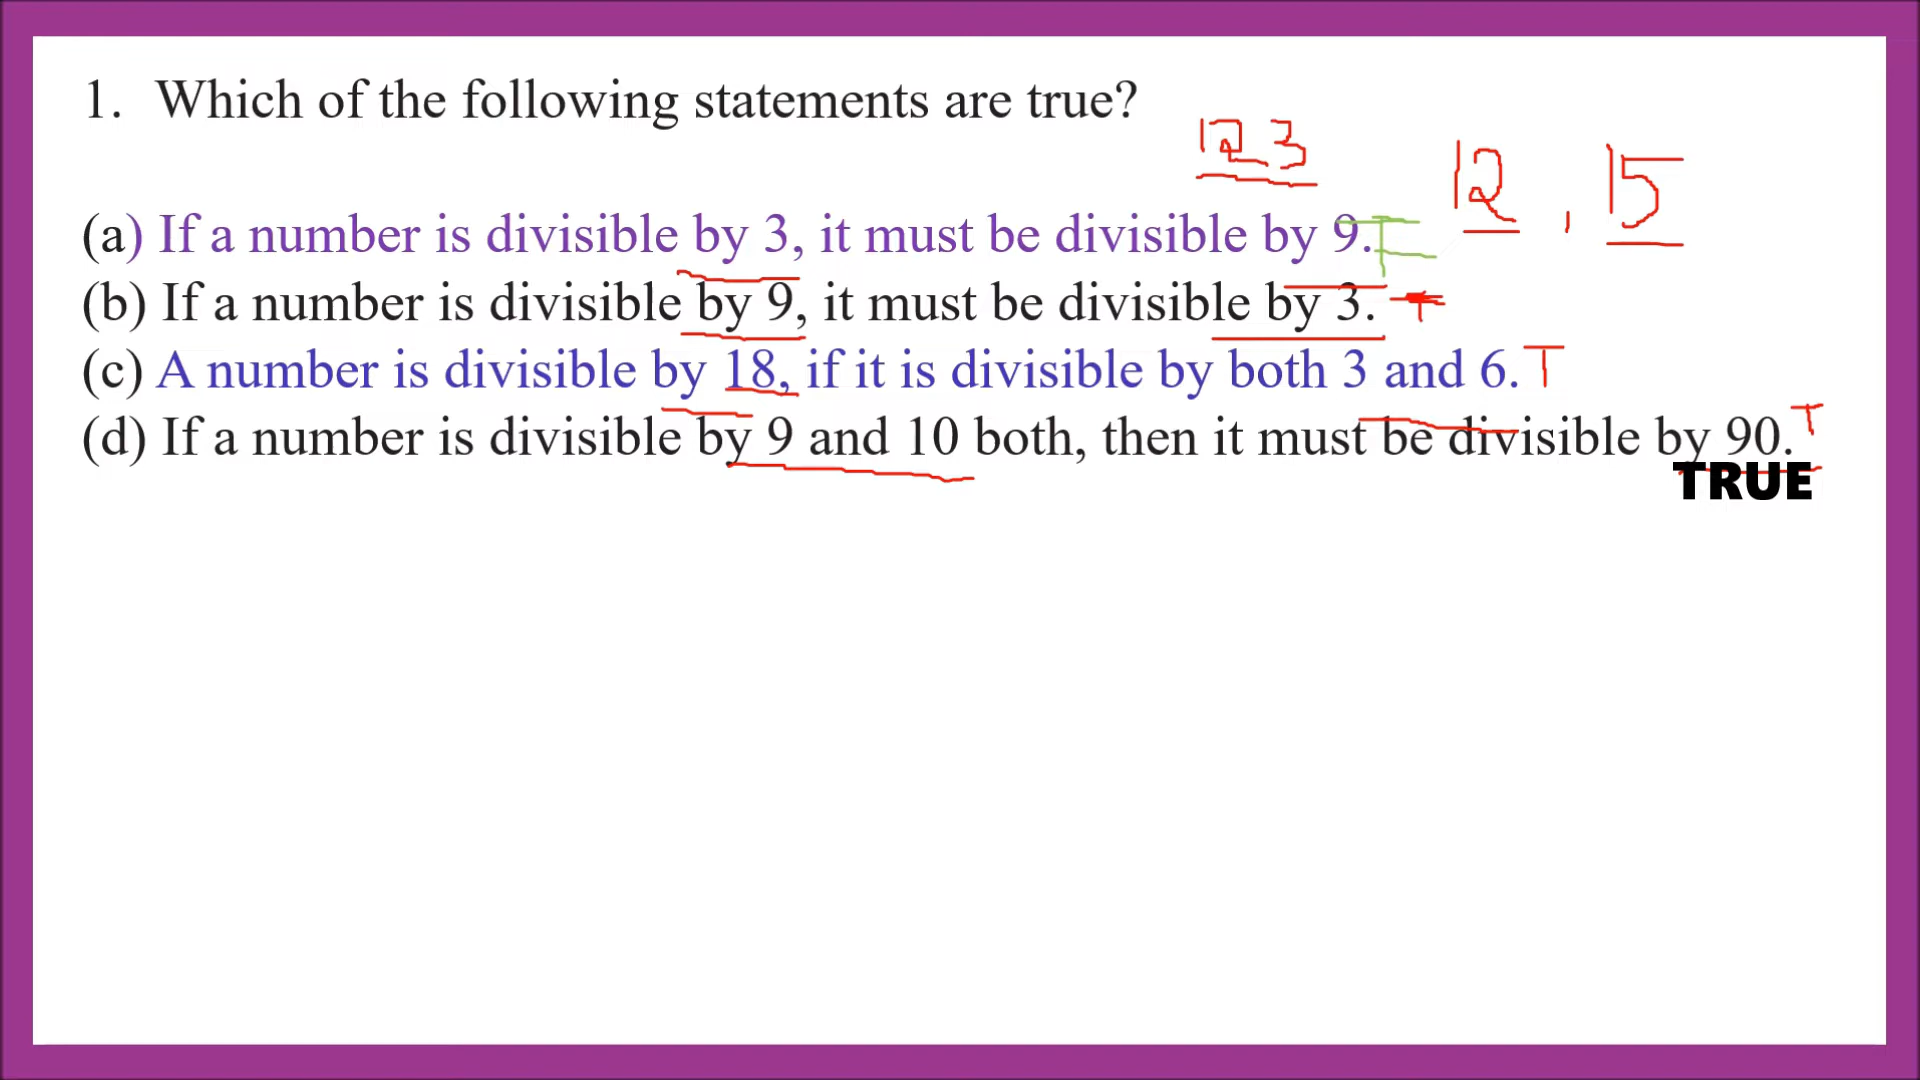 1. Which of the following statements are true?
123
12, 15
(a) If a number is divisible by 3, it must be divisible by 9. F
(b) If a number is divisible by 9, it must be divisible by 3. T
(c) A number is divisible by 18, if it is divisible by both 3 and 6. T
(d) If a number is divisible by 9 and 10 both, then it must be divisible by 90. T
TRUE